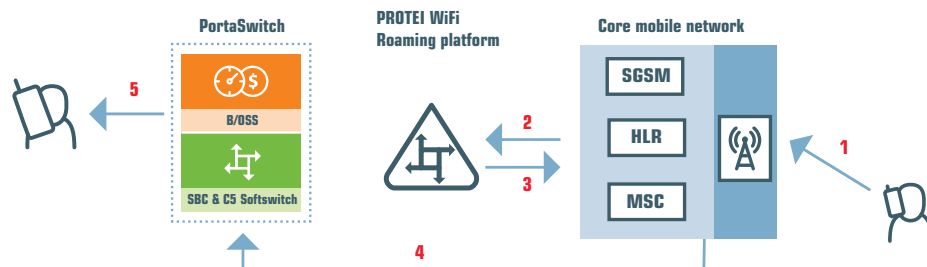 PortaSwitch
PROTEI WiFi
Roaming platform
Core mobile network
5
$
B/OSS
SBC & C5 Softswitch
2
3
4
SGSM
HLR
MSC
1